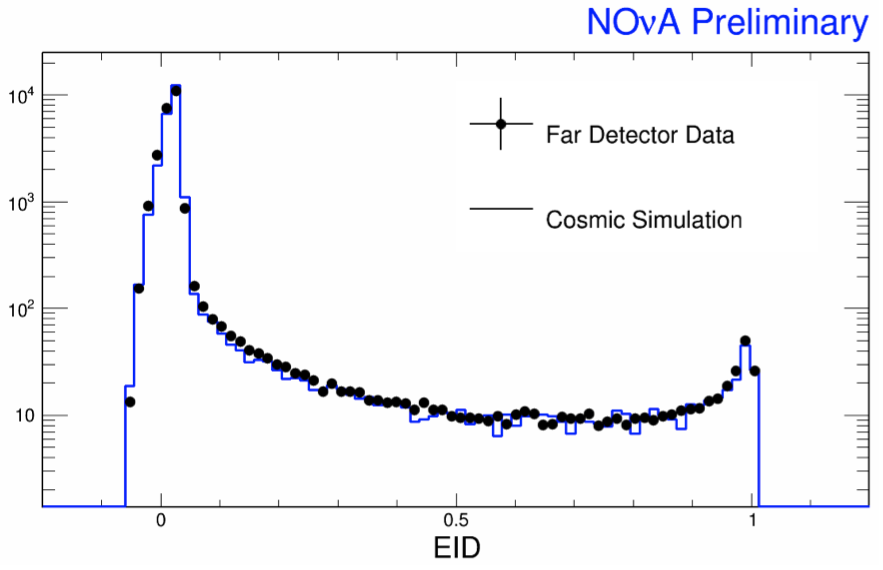 NOνA Preliminary
10⁴
10³
10²
10
Far Detector Data
Cosmic Simulation
0
0.5
1
EID